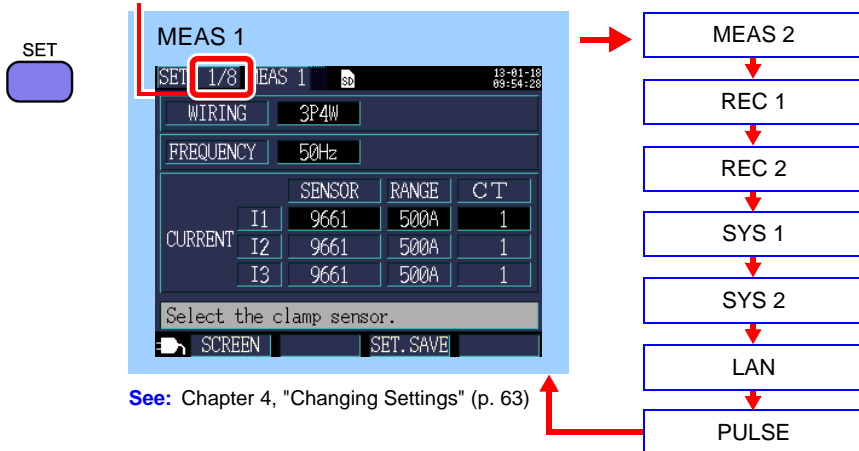 SET
MEAS 1
SET 1/8 MEAS 1 SD 13-01-18
09:54:28
WIRING 3P4W
FREQUENCY 50Hz
SENSOR RANGE CT
CURRENT
I1 9661 500A 1
I2 9661 500A 1
I3 9661 500A 1
Select the clamp sensor.
SCREEN SET.SAVE
See: Chapter 4, "Changing Settings" (p. 63)
MEAS 2
REC 1
REC 2
SYS 1
SYS 2
LAN
PULSE